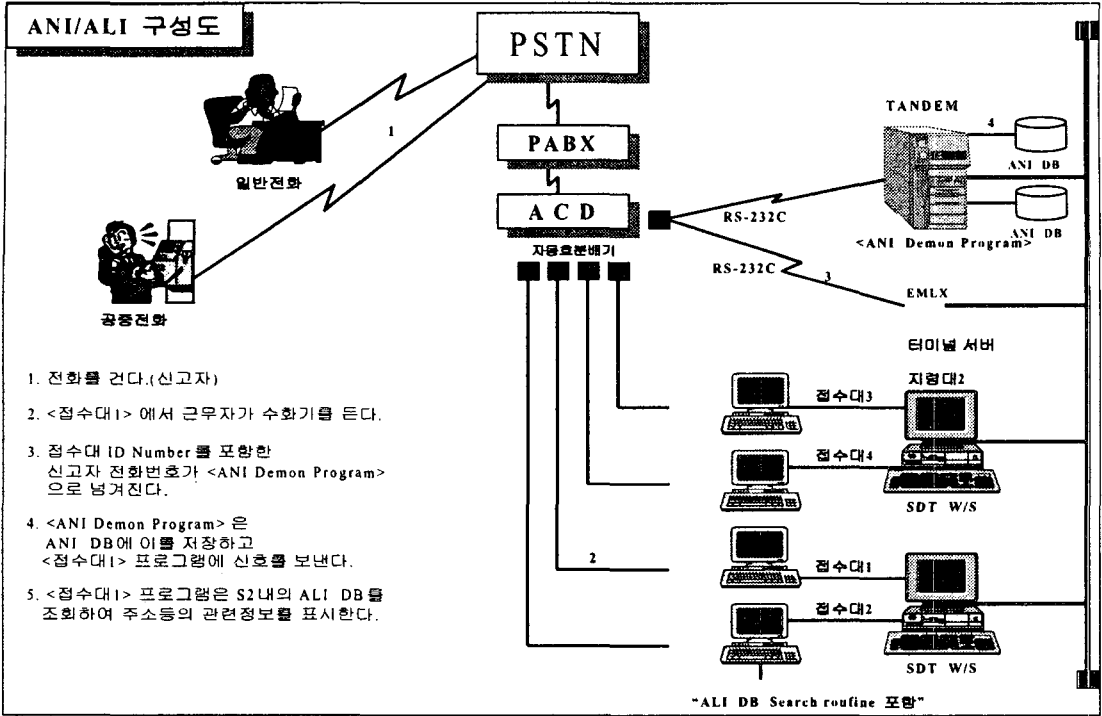 ANI/ALI 구성도
PSTN
1
일반전화
PABX
A C D
자동호분배기
공중전화
TANDEM
4
ANI DB
ANI DB
<ANI Demon Program>
RS-232C
RS-232C
3
EMLX
터미널 서버
지령대2
접수대3
접수대4
SDT W/S
2
접수대1
접수대2
SDT W/S
"ALI DB Search routine 포함"
1. 전화를 건다.(신고자)
2. <접수대1> 에서 근무자가 수화기를 든다.
3. 접수대 ID Number 를 포함한
신고자 전화번호가 <ANI Demon Program>
으로 넘겨진다.
4. <ANI Demon Program> 은
ANI DB에 이를 저장하고
<접수대1> 프로그램에 신호를 보낸다.
5. <접수대1> 프로그램은 S2내의 ALI DB를
조회하여 주소등의 관련정보를 표시한다.